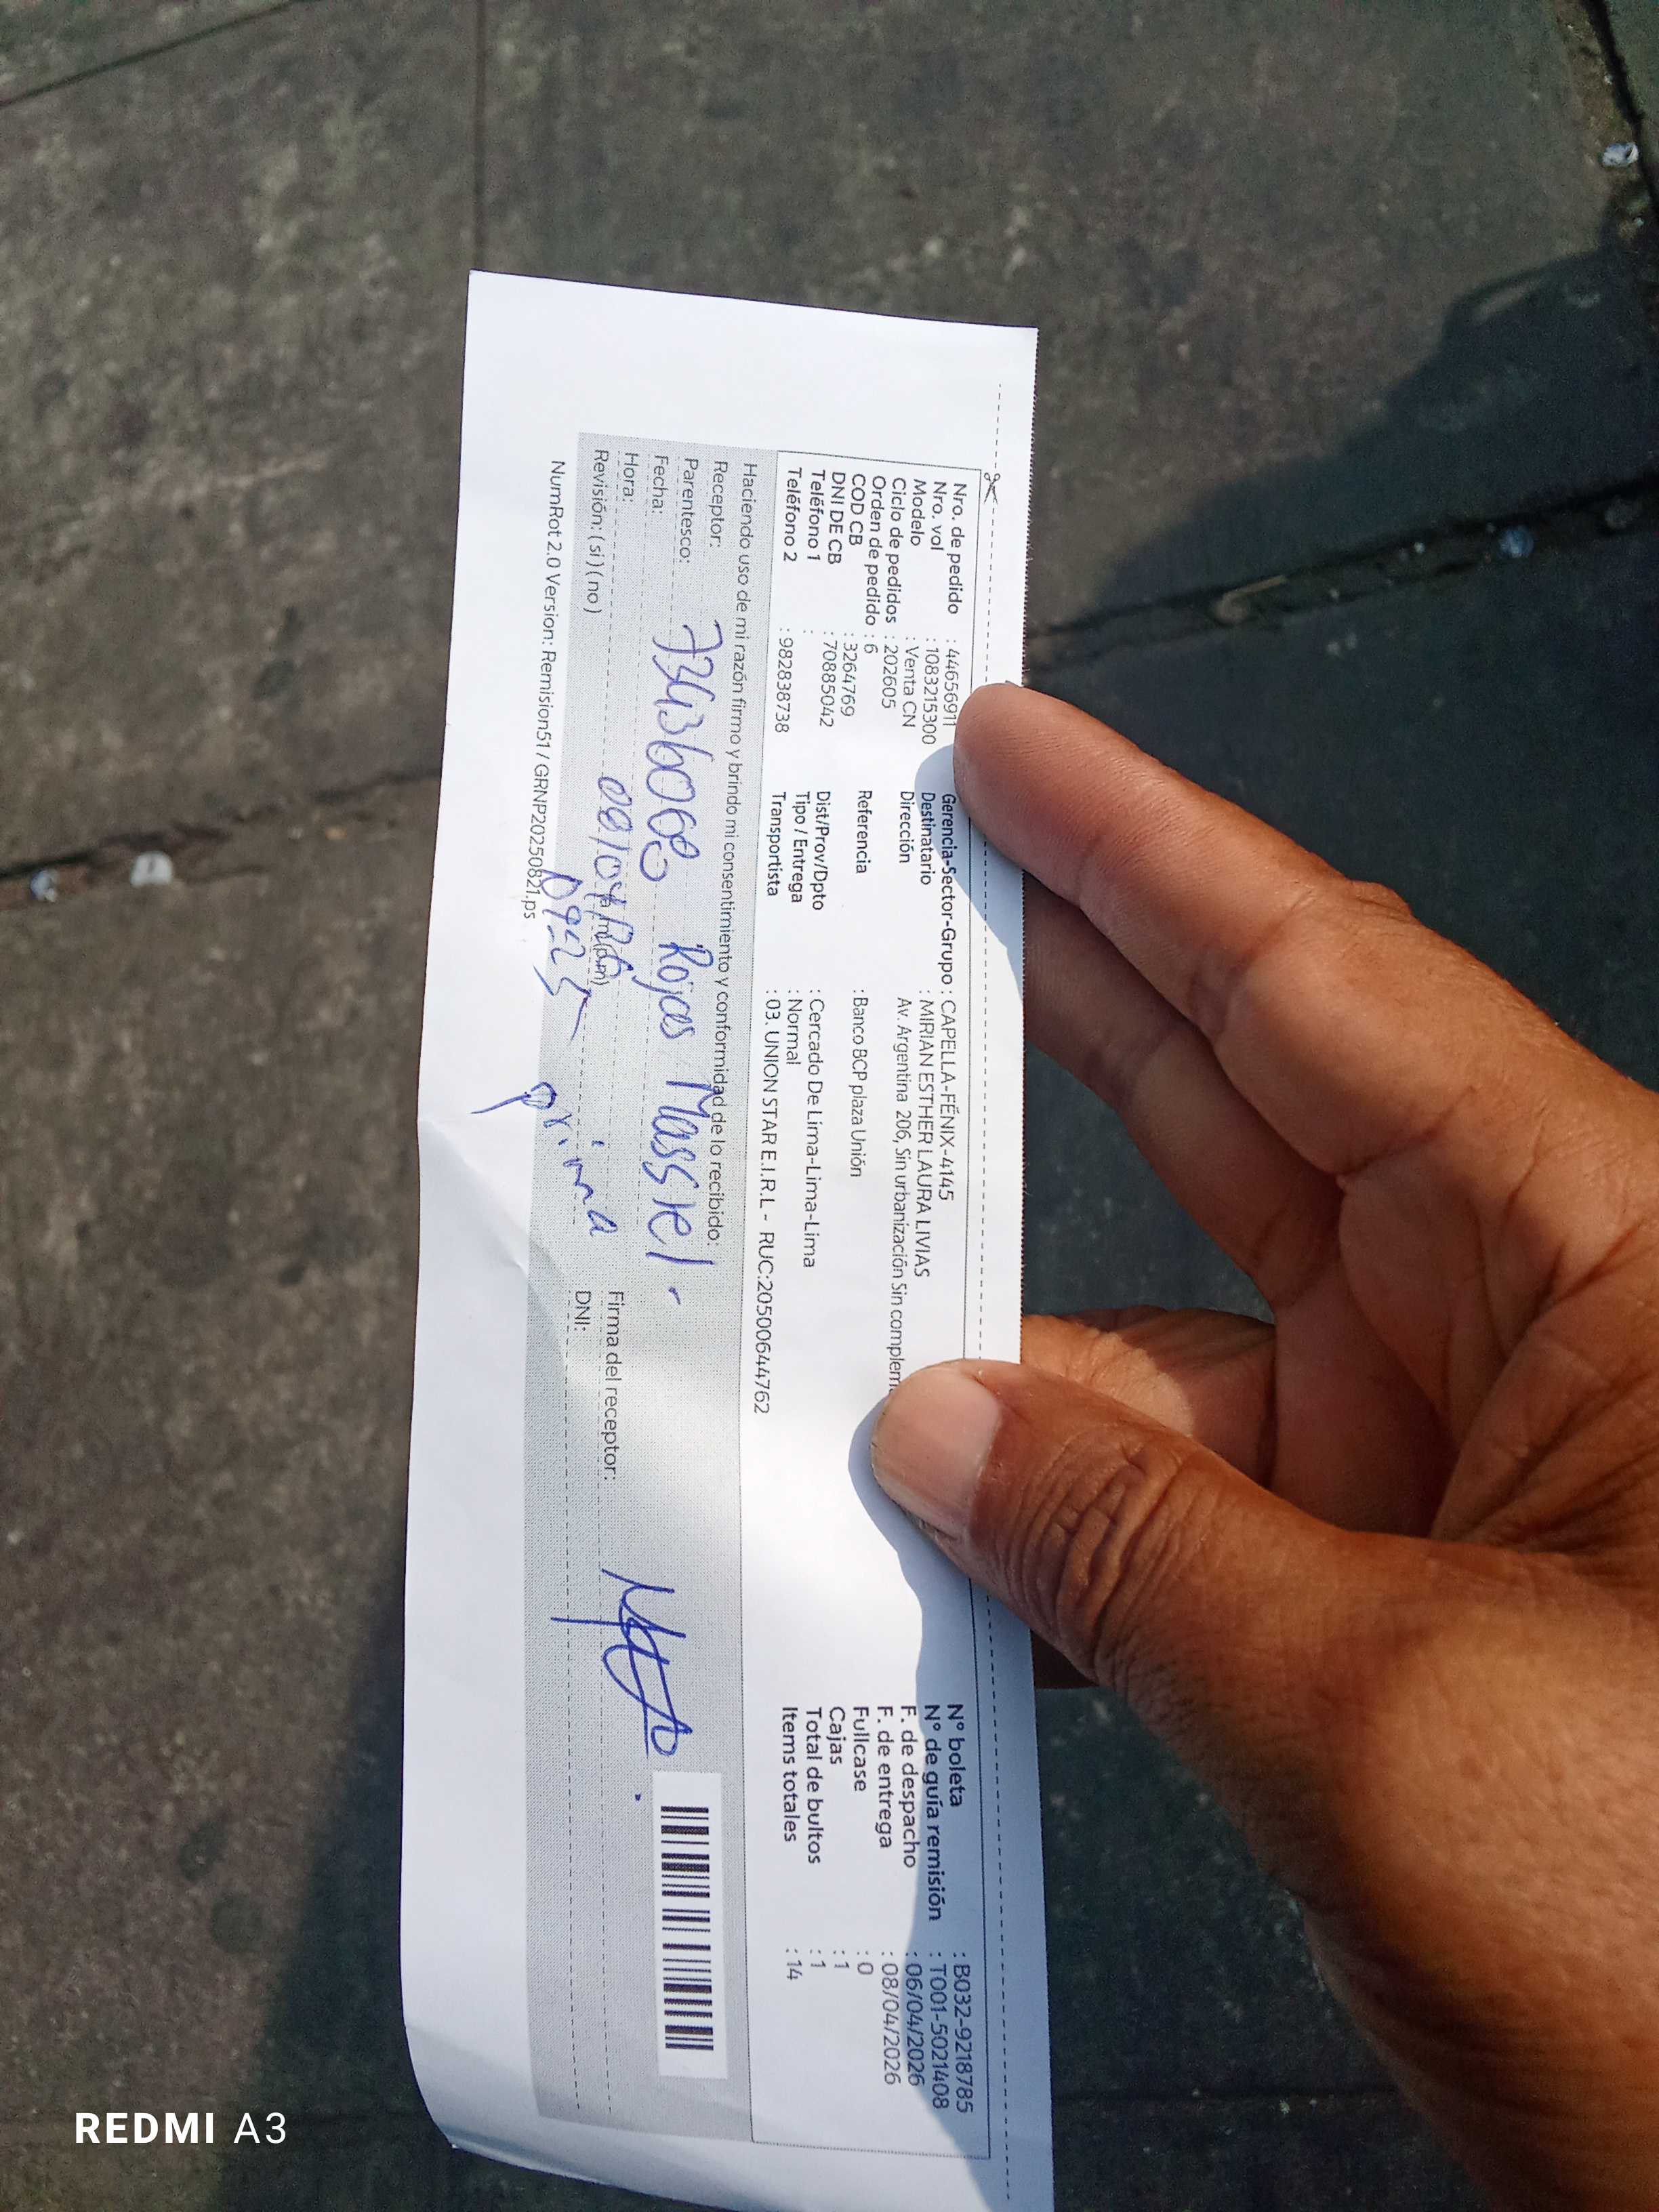 Nro. de pedido : 44656911
Nro. val : 1083215300
Modelo : Venta CN
Ciclo de pedidos : 202605
Orden de pedido : 6
COD CB : 3264769
DNI DE CB : 70885042
Teléfono 1 :
Teléfono 2 : 982838738
Gerencia-Sector-Grupo : CAPELLA-FÉNIX-4145
Destinatario : MIRIAN ESTHER LAURA LIVIAS
Dirección Av. Argentina 206, Sin urbanización Sin complem
Referencia : Banco BCP plaza Unión
Dist/Prov/Dpto : Cercado De Lima-Lima-Lima
Tipo / Entrega : Normal
Transportista : 03. UNION STAR E.I.R.L - RUC:20500644762
N° boleta : B032-9218785
N° de guía remisión : T001-5021408
F. de despacho : 06/04/2026
F. de entrega : 08/04/2026
Fullcase : 0
Cajas : 1
Total de bultos : 1
Items totales : 14
Haciendo uso de mi razón firmo y brindo mi consentimiento y conformidad de lo recibido:
Receptor:
Parentesco: Rojas Massiel.
Fecha:
Hora: (a.m)(p.m)
Revisión: (si) (no) prima
Firma del receptor:
DNI:
NumRot 2.0 Version: Remision51 / GRNP20250821.ps
REDMI A3